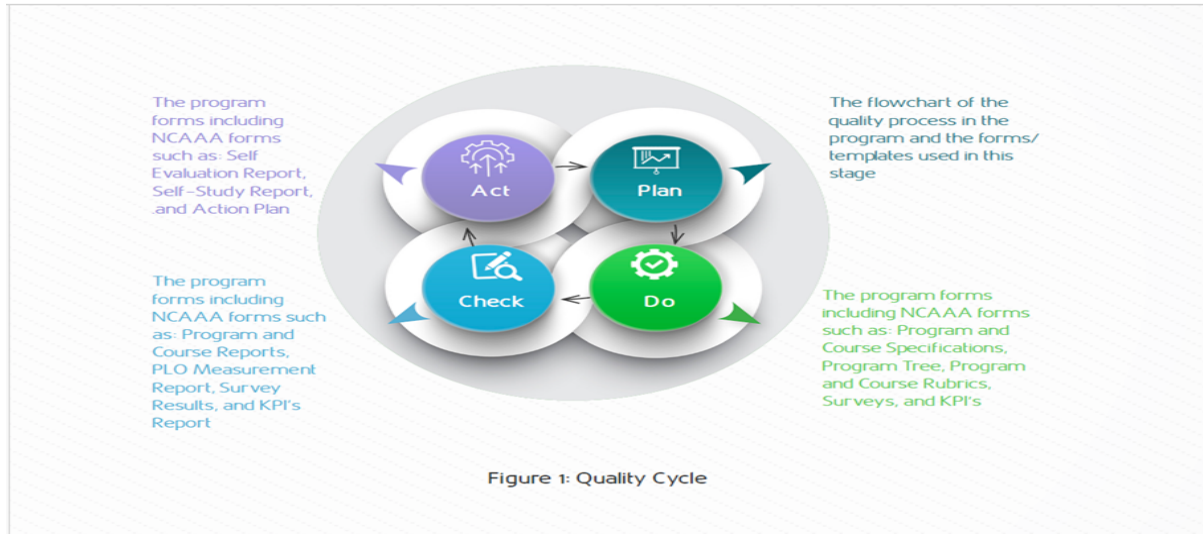 The program
forms including
NCAAA forms
such as: Self
Evaluation Report,
Self-Study Report,
.and Action Plan
Act
Plan
The flowchart of the
quality process in the
program and the forms/
templates used in this
stage
The program
forms including
NCAAA forms such
as: Program and
Course Reports,
PLO Measurement
Report, Survey
Results, and KPI's
Report
Check
Do
The program forms
including NCAAA forms
such as: Program and
Course Specifications,
Program Tree, Program
and Course Rubrics,
Surveys, and KPI's
Figure 1: Quality Cycle